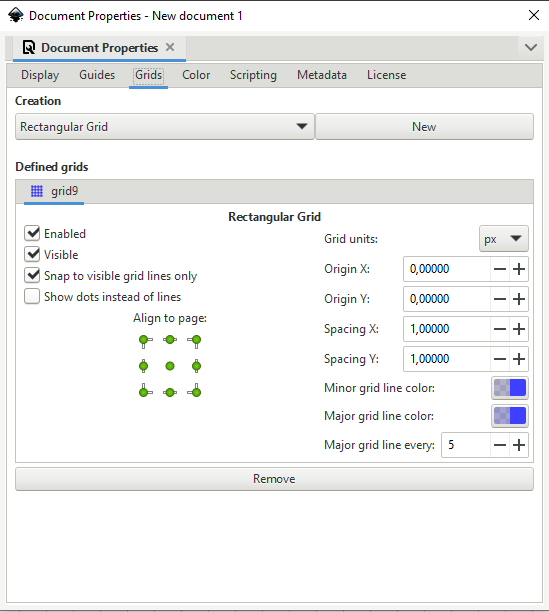 Document Properties - New document 1
Document Properties
Display Guides Grids Color Scripting Metadata License
Creation
Rectangular Grid New
Defined grids
grid9
Rectangular Grid
Enabled
Visible
Snap to visible grid lines only
Show dots instead of lines
Align to page:
Grid units: px
Origin X: 0,00000
Origin Y: 0,00000
Spacing X: 1,00000
Spacing Y: 1,00000
Minor grid line color:
Major grid line color:
Major grid line every: 5
Remove